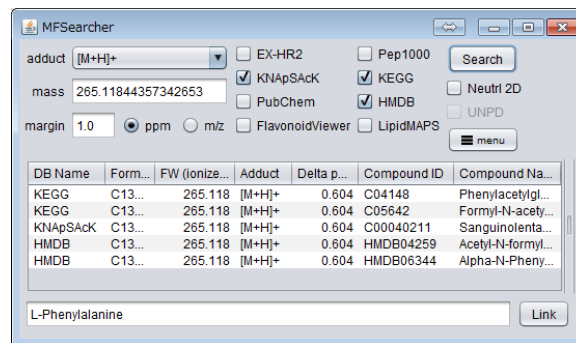 MFSearcher
adduct [M+H]+ EX-HR2 Pep1000 Search
KNApSAcK KEGG
mass 265.11844357342653 Neutrl 2D
PubChem HMDB
UNPD
margin 1.0 ppm m/z FlavonoidViewer LipidMAPS
menu
DB Name Form... FW (ionize... Adduct Delta p... Compound ID Compound Na...
KEGG C13... 265.118 [M+H]+ 0.604 C04148 Phenylacetylgl...
KEGG C13... 265.118 [M+H]+ 0.604 C05642 Formyl-N-acety...
KNApSAcK C13... 265.118 [M+H]+ 0.604 C00040211 Sanguinolenta...
HMDB C13... 265.118 [M+H]+ 0.604 HMDB04259 Acetyl-N-formyl...
HMDB C13... 265.118 [M+H]+ 0.604 HMDB06344 Alpha-N-Pheny...
L-Phenylalanine Link